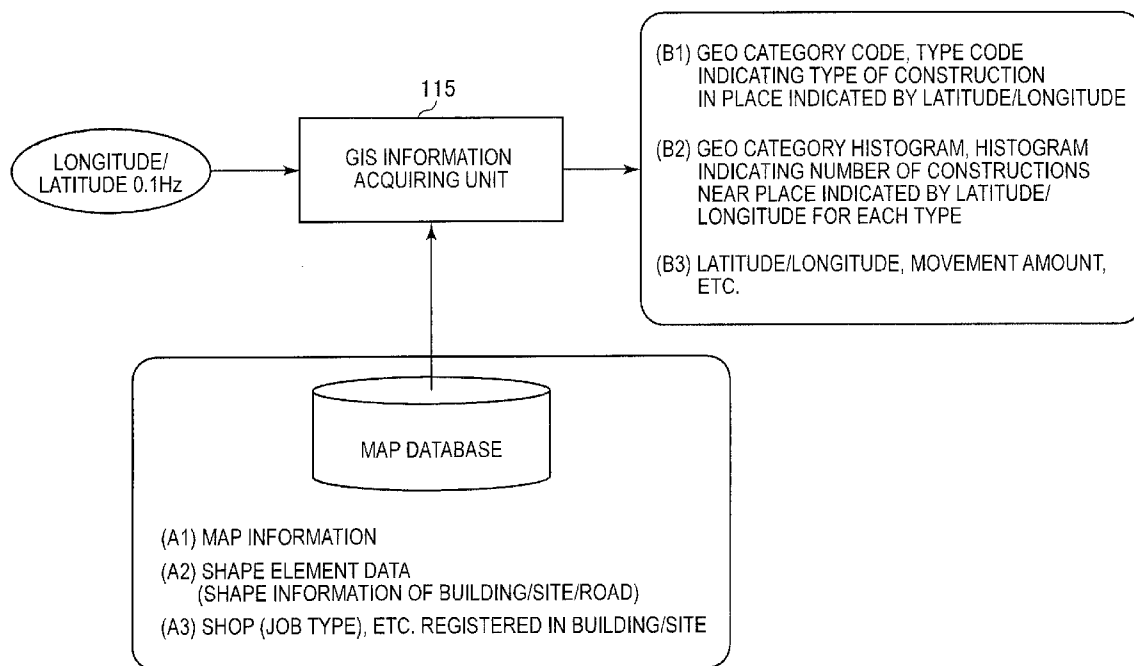 115
LONGITUDE/
LATITUDE 0.1Hz
GIS INFORMATION
ACQUIRING UNIT
(B1) GEO CATEGORY CODE, TYPE CODE
INDICATING TYPE OF CONSTRUCTION
IN PLACE INDICATED BY LATITUDE/LONGITUDE
(B2) GEO CATEGORY HISTOGRAM, HISTOGRAM
INDICATING NUMBER OF CONSTRUCTIONS
NEAR PLACE INDICATED BY LATITUDE/
LONGITUDE FOR EACH TYPE
(B3) LATITUDE/LONGITUDE, MOVEMENT AMOUNT,
ETC.
MAP DATABASE
(A1) MAP INFORMATION
(A2) SHAPE ELEMENT DATA
(SHAPE INFORMATION OF BUILDING/SITE/ROAD)
(A3) SHOP (JOB TYPE), ETC. REGISTERED IN BUILDING/SITE